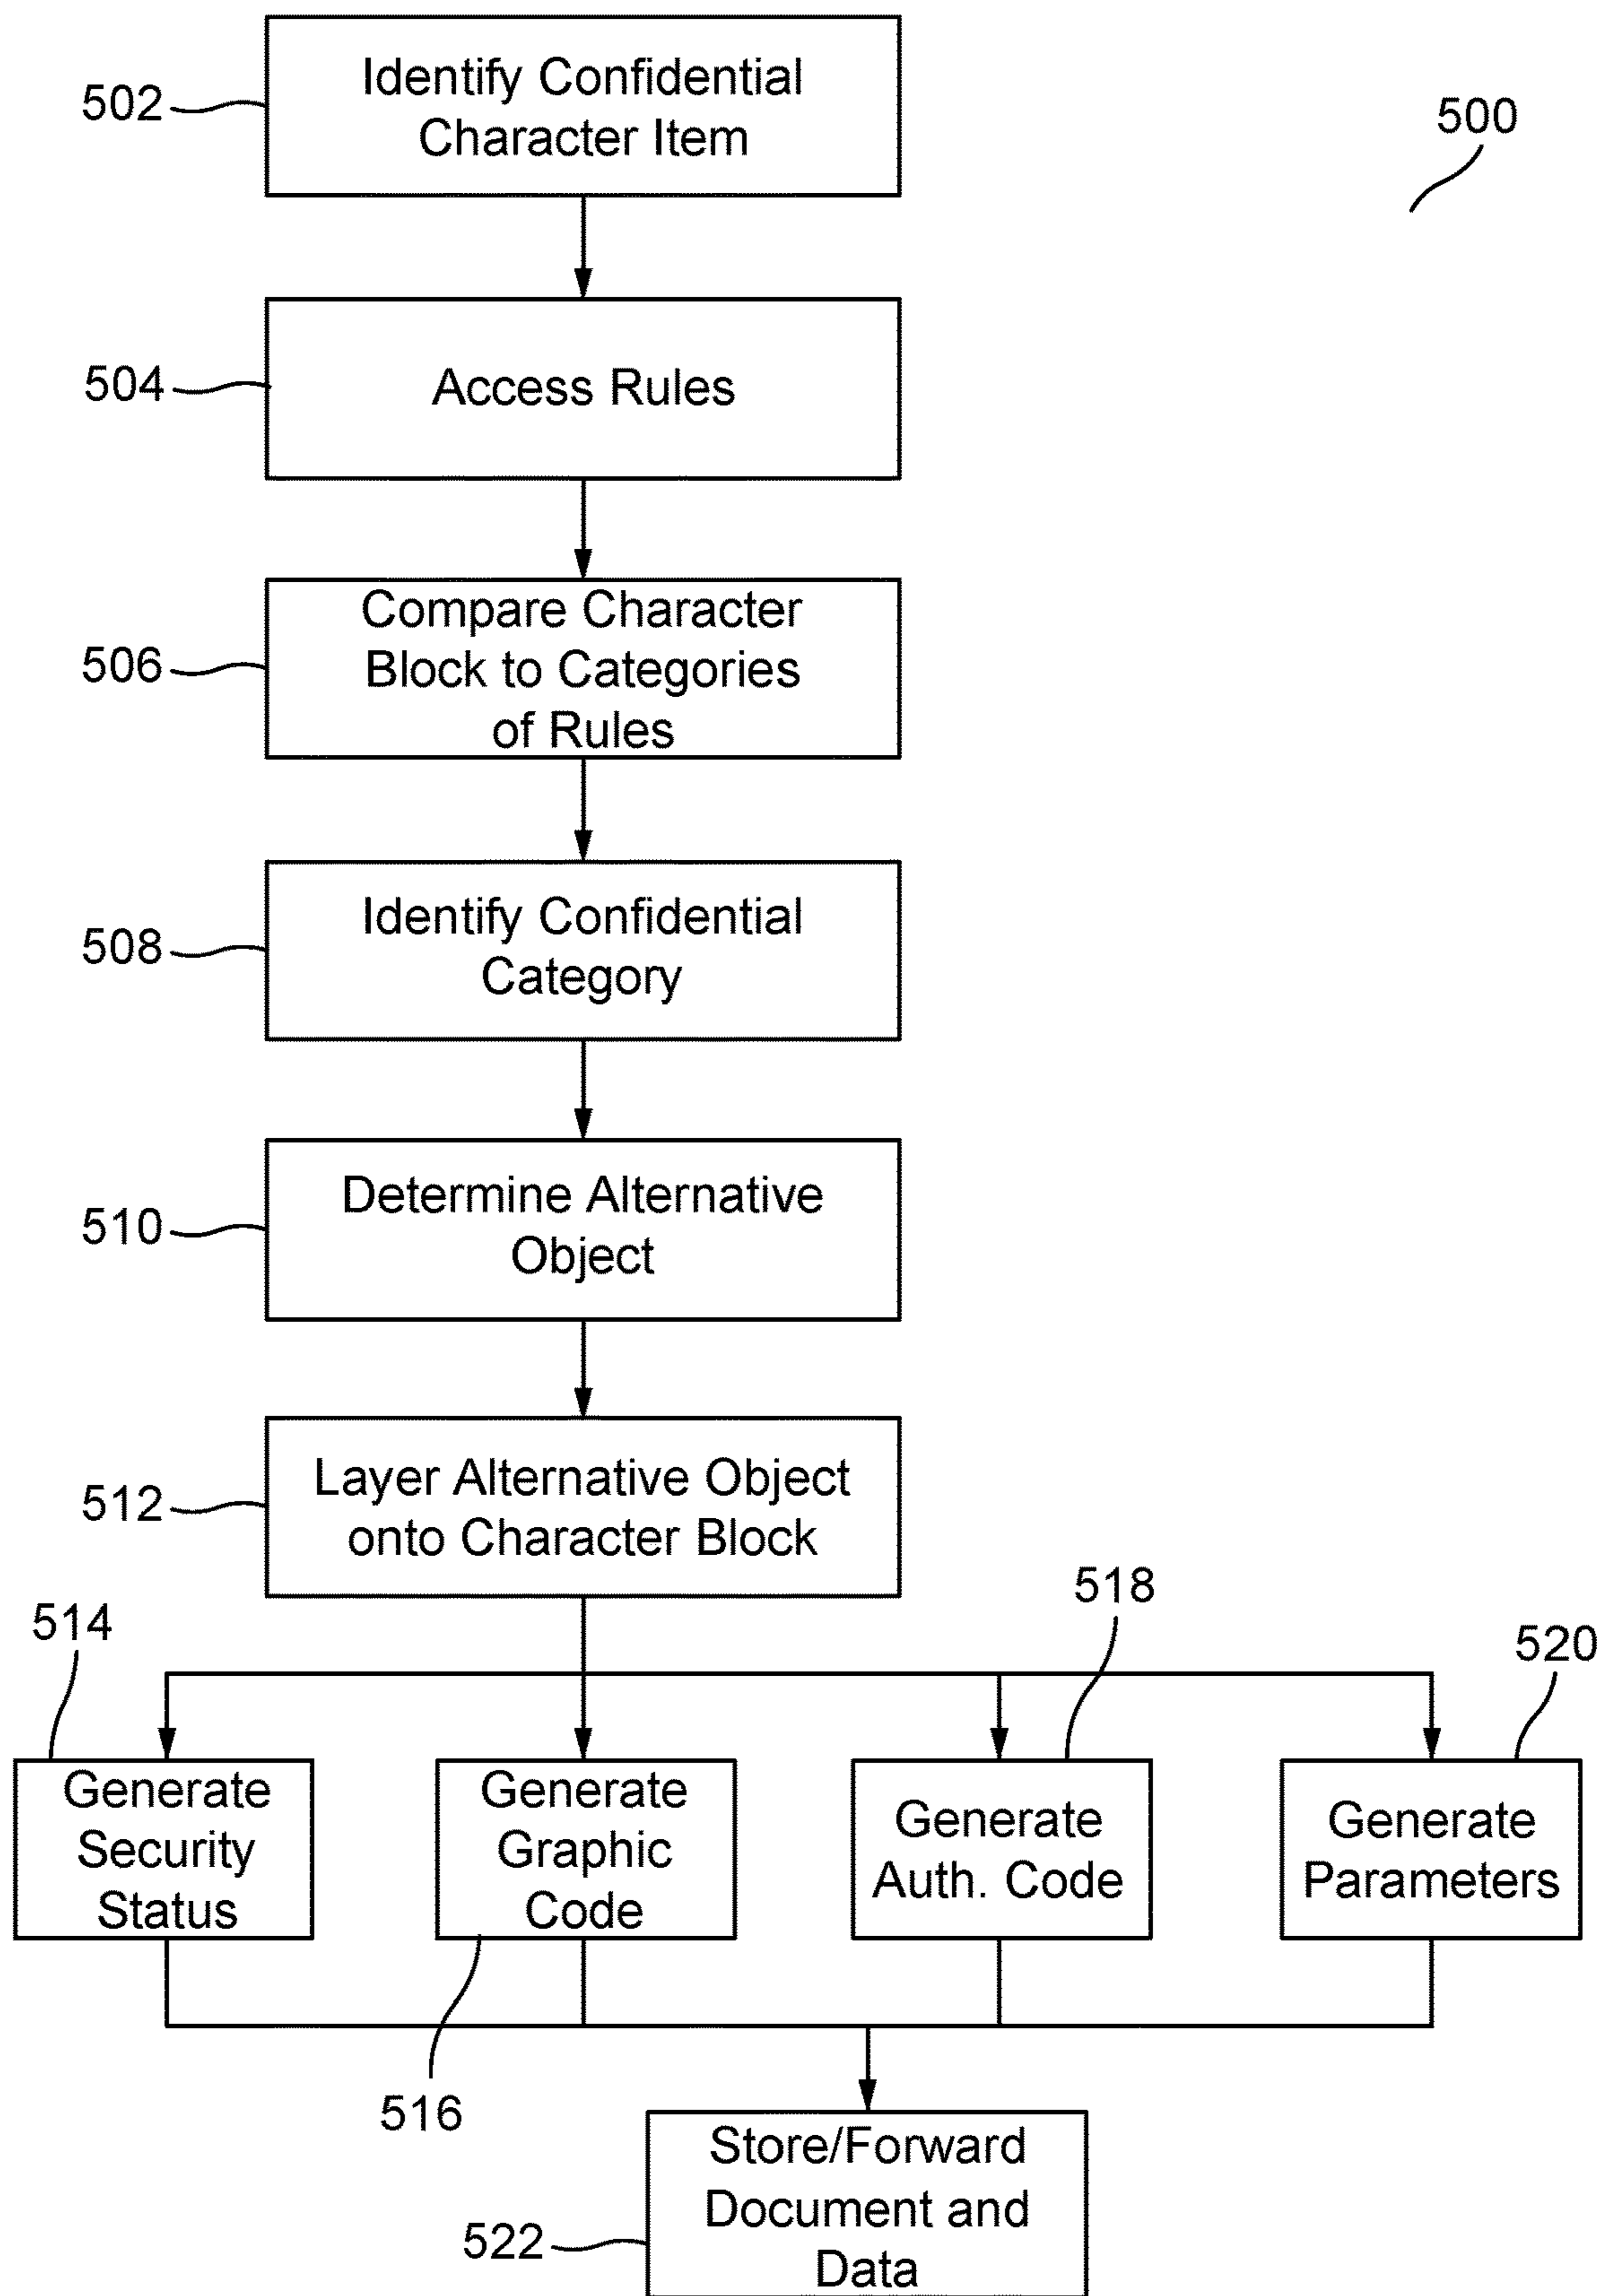 Identify Confidential
Character Item
502
500
Access Rules
504
Compare Character
Block to Categories
of Rules
506
Identify Confidential
Category
508
Determine Alternative
Object
510
Layer Alternative Object
onto Character Block
512
514
518
520
Generate
Security
Status
Generate
Graphic
Code
Generate
Auth. Code
Generate
Parameters
516
Store/Forward
Document and
Data
522